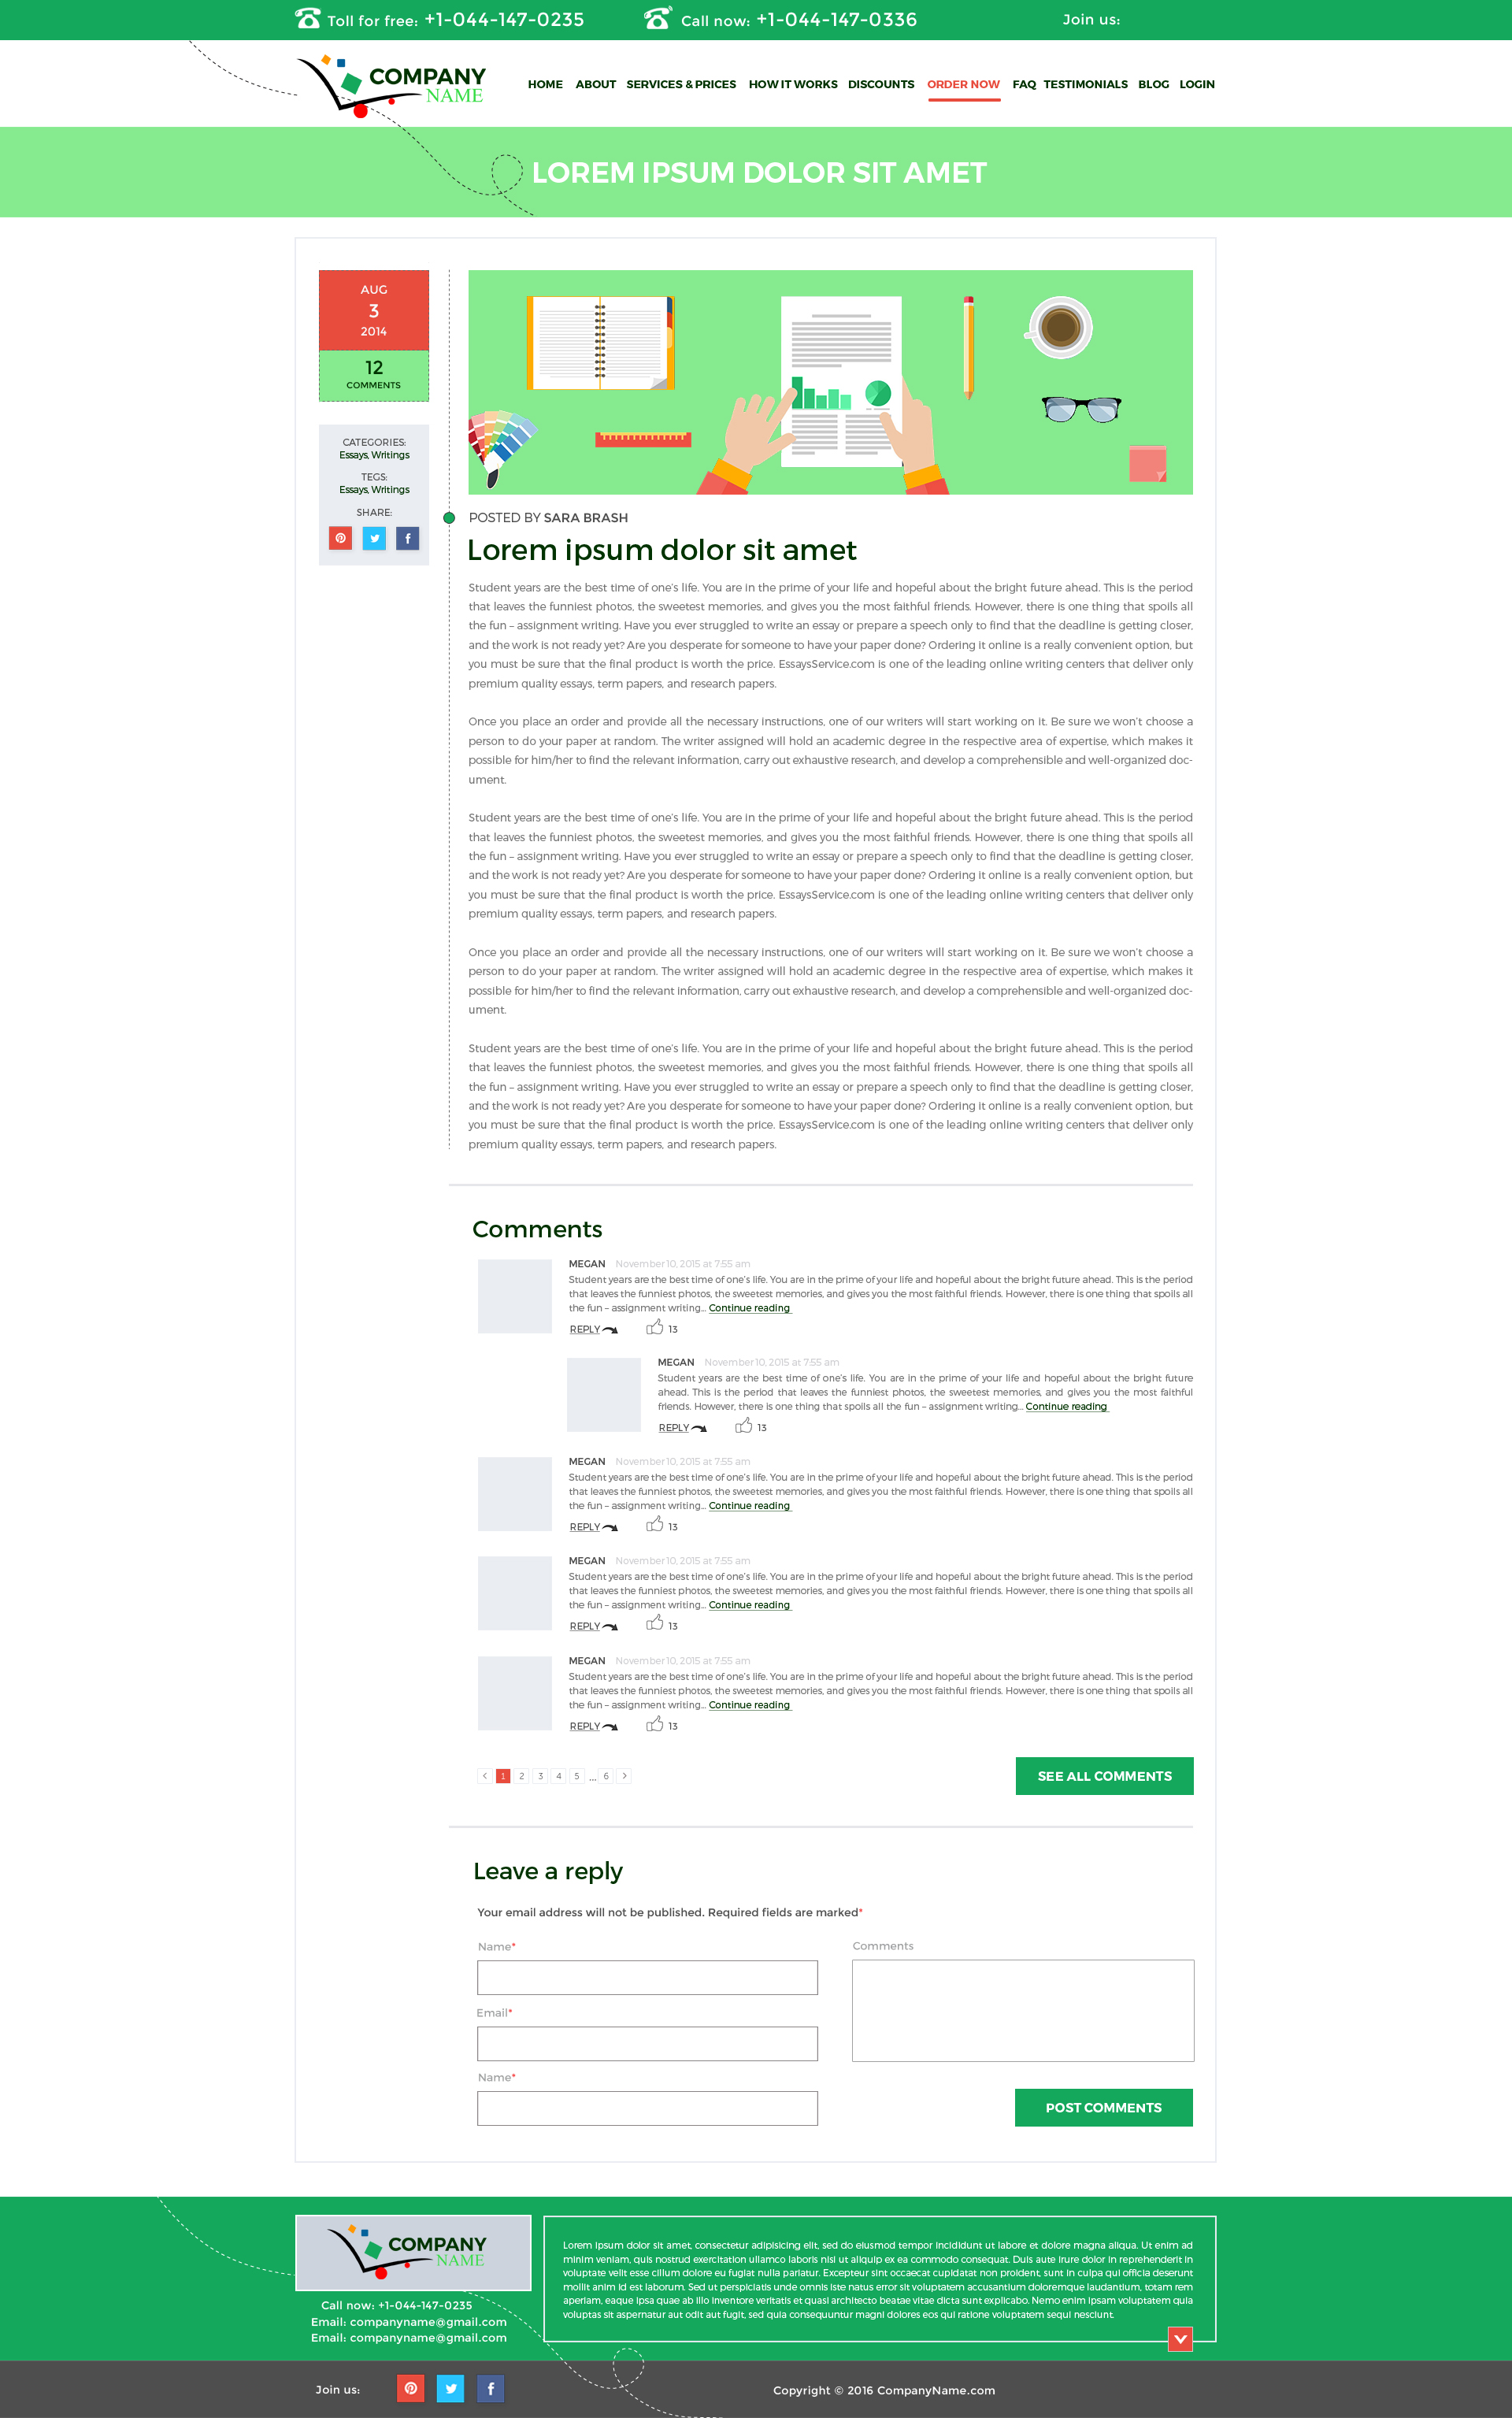 Toll for free: +1-044-147-0235
Call now: +1-044-147-0336
Join us:
COMPANY
NAME
HOME ABOUT SERVICES & PRICES HOW IT WORKS DISCOUNTS ORDER NOW FAQ TESTIMONIALS BLOG LOGIN
LOREM IPSUM DOLOR SIT AMET
AUG
3
2014
12
COMMENTS
CATEGORIES:
Essays, Writings
TEGS:
Essays, Writings
SHARE:
POSTED BY SARA BRASH
Lorem ipsum dolor sit amet
Student years are the best time of one's life. You are in the prime of your life and hopeful about the bright future ahead. This is the period
that leaves the funniest photos, the sweetest memories, and gives you the most faithful friends. However, there is one thing that spoils all
the fun – assignment writing. Have you ever struggled to write an essay or prepare a speech only to find that the deadline is getting closer,
and the work is not ready yet? Are you desperate for someone to have your paper done? Ordering it online is a really convenient option, but
you must be sure that the final product is worth the price. EssaysService.com is one of the leading online writing centers that deliver only
premium quality essays, term papers, and research papers.
Once you place an order and provide all the necessary instructions, one of our writers will start working on it. Be sure we won't choose a
person to do your paper at random. The writer assigned will hold an academic degree in the respective area of expertise, which makes it
possible for him/her to find the relevant information, carry out exhaustive research, and develop a comprehensible and well-organized doc-
ument.
Student years are the best time of one's life. You are in the prime of your life and hopeful about the bright future ahead. This is the period
that leaves the funniest photos, the sweetest memories, and gives you the most faithful friends. However, there is one thing that spoils all
the fun – assignment writing. Have you ever struggled to write an essay or prepare a speech only to find that the deadline is getting closer,
and the work is not ready yet? Are you desperate for someone to have your paper done? Ordering it online is a really convenient option, but
you must be sure that the final product is worth the price. EssaysService.com is one of the leading online writing centers that deliver only
premium quality essays, term papers, and research papers.
Once you place an order and provide all the necessary instructions, one of our writers will start working on it. Be sure we won't choose a
person to do your paper at random. The writer assigned will hold an academic degree in the respective area of expertise, which makes it
possible for him/her to find the relevant information, carry out exhaustive research, and develop a comprehensible and well-organized doc-
ument.
Student years are the best time of one's life. You are in the prime of your life and hopeful about the bright future ahead. This is the period
that leaves the funniest photos, the sweetest memories, and gives you the most faithful friends. However, there is one thing that spoils all
the fun – assignment writing. Have you ever struggled to write an essay or prepare a speech only to find that the deadline is getting closer,
and the work is not ready yet? Are you desperate for someone to have your paper done? Ordering it online is a really convenient option, but
you must be sure that the final product is worth the price. EssaysService.com is one of the leading online writing centers that deliver only
premium quality essays, term papers, and research papers.
Comments
MEGAN November 10, 2015 at 7:55 am
Student years are the best time of one's life. You are in the prime of your life and hopeful about the bright future ahead. This is the period
that leaves the funniest photos, the sweetest memories, and gives you the most faithful friends. However, there is one thing that spoils all
the fun – assignment writing... Continue reading
REPLY 13
MEGAN November 10, 2015 at 7:55 am
Student years are the best time of one's life. You are in the prime of your life and hopeful about the bright future
ahead. This is the period that leaves the funniest photos, the sweetest memories, and gives you the most faithful
friends. However, there is one thing that spoils all the fun – assignment writing... Continue reading
REPLY 13
MEGAN November 10, 2015 at 7:55 am
Student years are the best time of one's life. You are in the prime of your life and hopeful about the bright future ahead. This is the period
that leaves the funniest photos, the sweetest memories, and gives you the most faithful friends. However, there is one thing that spoils all
the fun – assignment writing... Continue reading
REPLY 13
MEGAN November 10, 2015 at 7:55 am
Student years are the best time of one's life. You are in the prime of your life and hopeful about the bright future ahead. This is the period
that leaves the funniest photos, the sweetest memories, and gives you the most faithful friends. However, there is one thing that spoils all
the fun – assignment writing... Continue reading
REPLY 13
MEGAN November 10, 2015 at 7:55 am
Student years are the best time of one's life. You are in the prime of your life and hopeful about the bright future ahead. This is the period
that leaves the funniest photos, the sweetest memories, and gives you the most faithful friends. However, there is one thing that spoils all
the fun – assignment writing... Continue reading
REPLY 13
< 1 2 3 4 5 ... 6 >
SEE ALL COMMENTS
Leave a reply
Your email address will not be published. Required fields are marked*
Name*
Comments
Email*
Name*
POST COMMENTS
COMPANY
NAME
Call now: +1-044-147-0235
Email: companyname@gmail.com
Email: companyname@gmail.com
Lorem ipsum dolor sit amet, consectetur adipisicing elit, sed do eiusmod tempor incididunt ut labore et dolore magna aliqua. Ut enim ad
minim veniam, quis nostrud exercitation ullamco laboris nisi ut aliquip ex ea commodo consequat. Duis aute irure dolor in reprehenderit in
voluptate velit esse cillum dolore eu fugiat nulla pariatur. Excepteur sint occaecat cupidatat non proident, sunt in culpa qui officia deserunt
mollit anim id est laborum. Sed ut perspiciatis unde omnis iste natus error sit voluptatem accusantium doloremque laudantium, totam rem
aperiam, eaque ipsa quae ab illo inventore veritatis et quasi architecto beatae vitae dicta sunt explicabo. Nemo enim ipsam voluptatem quia
voluptas sit aspernatur aut odit aut fugit, sed quia consequuntur magni dolores eos qui ratione voluptatem sequi nesciunt.
Join us:
Copyright © 2016 CompanyName.com